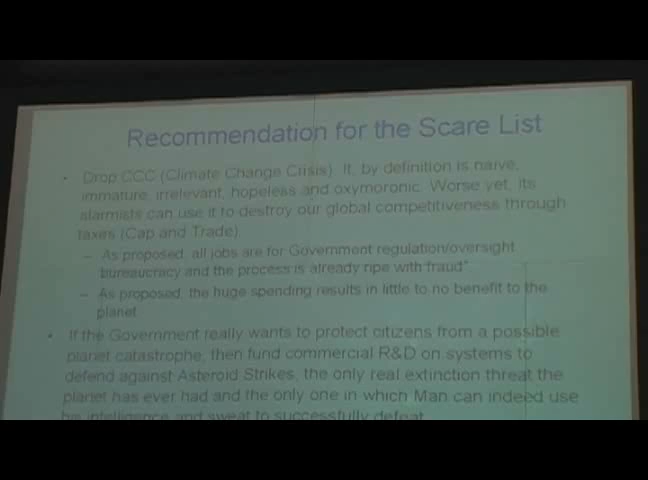 Recommendation for the Scare List
• Drop CCC (Climate Change Crisis). It, by definition is naive,
immature, irrelevant, hopeless and oxymoronic. Worse yet, its
alarmists can use it to destroy our global competitiveness through
taxes (Cap and Trade).
– As proposed, all jobs are for Government regulation/oversight
bureaucracy and the process is already ripe with fraud*
– As proposed, the huge spending results in little to no benefit to the
planet
• If the Government really wants to protect citizens from a possible
planet catastrophe, then fund commercial R&D on systems to
defend against Asteroid Strikes, the only real extinction threat the
planet has ever had and the only one in which Man can indeed use
his intelligence and sweat to successfully defeat